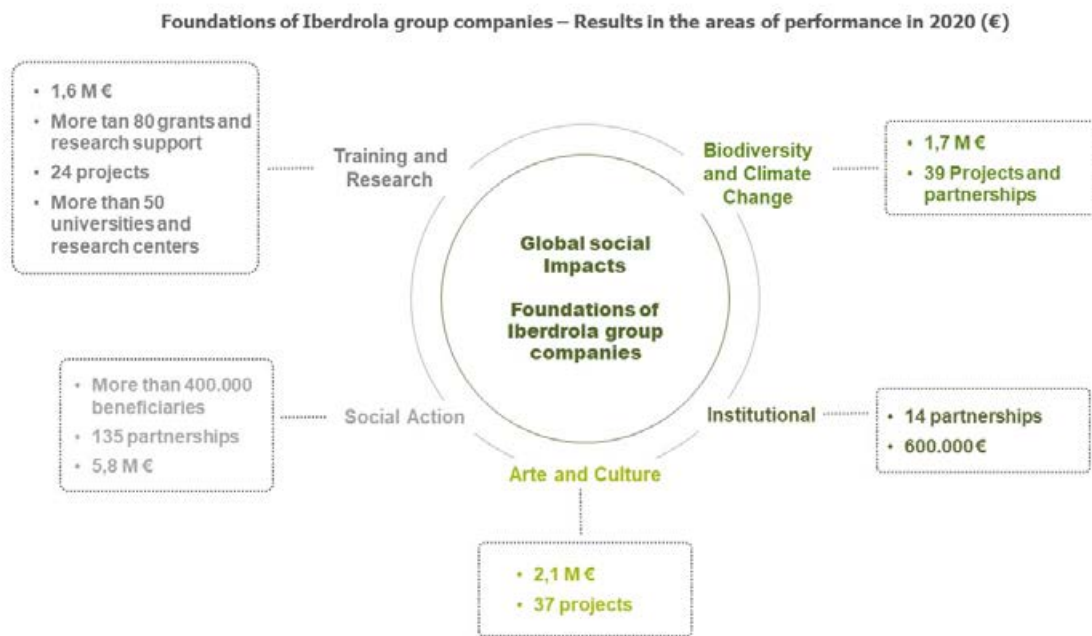 Foundations of Iberdrola group companies – Results in the areas of performance in 2020 (€)
• 1,6 M €
• More tan 80 grants and
research support
• 24 projects
• More than 50
universities and
research centers
Training and
Research
Biodiversity
and Climate
Change
• 1,7 M €
• 39 Projects and
partnerships
Global social
Impacts
Foundations of
Iberdrola group
companies
• More than 400.000
beneficiaries
• 135 partnerships
• 5,8 M €
Social Action
Institutional
• 14 partnerships
• 600.000 €
Arte and Culture
• 2,1 M €
• 37 projects